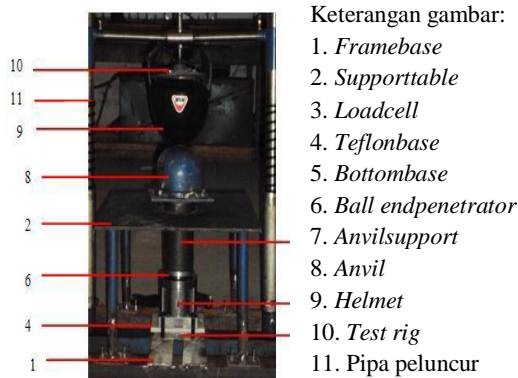 Keterangan gambar:
1. Framebase
2. Supporttable
3. Loadcell
4. Teflonbase
5. Bottombase
6. Ball endpenetrator
7. Anvilsupport
8. Anvil
9. Helmet
10. Test rig
11. Pipa peluncur
10
11
9
8
2
6
4
1